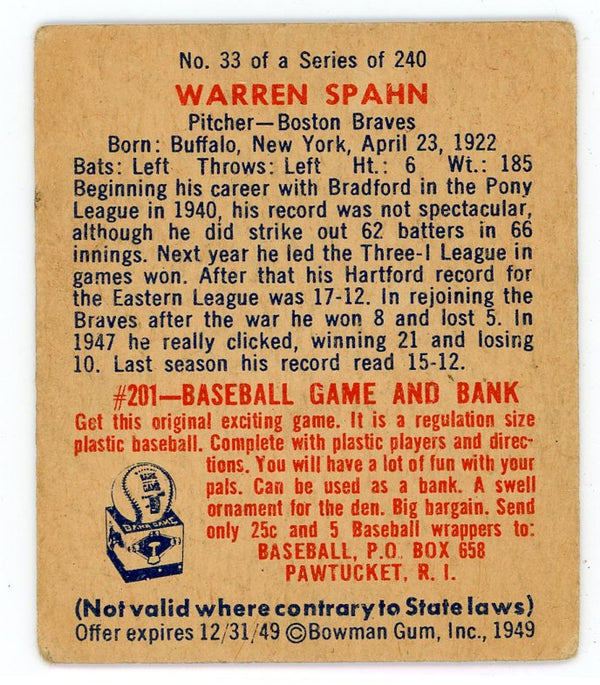 No. 33 of a Series of 240
WARREN SPAHN
Pitcher—Boston Braves
Born: Buffalo, New York, April 23, 1922
Bats: Left Throws: Left Ht.: 6 Wt.: 185
Beginning his career with Bradford in the Pony
League in 1940, his record was not spectacular,
although he did strike out 62 batters in 66
innings. Next year he led the Three-I League in
games won. After that his Hartford record for
the Eastern League was 17-12. In rejoining the
Braves after the war he won 8 and lost 5. In
1947 he really clicked, winning 21 and losing
10. Last season his record read 15-12.
#201—BASEBALL GAME AND BANK
Get this original exciting game. It is a regulation size
plastic baseball. Complete with plastic players and direc-
tions. You will have a lot of fun with your
pals. Can be used as a bank. A swell
ornament for the den. Big bargain. Send
only 25c and 5 Baseball wrappers to:
BASEBALL, P.O. BOX 658
PAWTUCKET, R. I.
BANK
GAME
BANK GAME
(Not valid where contrary to State laws)
Offer expires 12/31/49 ©Bowman Gum, Inc., 1949